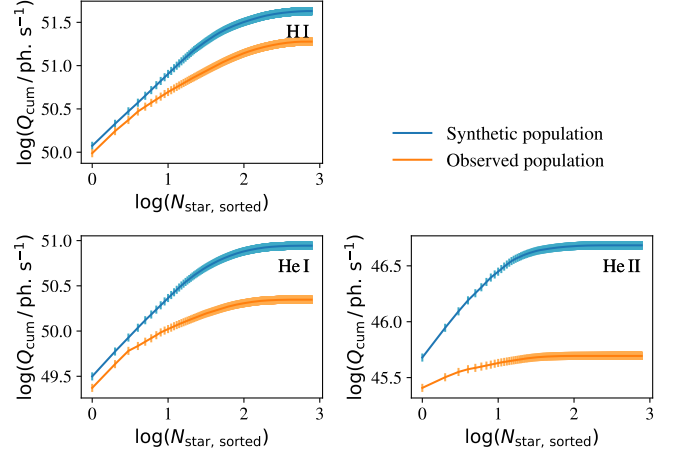 51.5
51.0
50.5
50.0
log(Q_cum / ph. s⁻¹)
H I
0
1
2
3
log(N_star, sorted)
Synthetic population
Observed population
51.0
50.5
50.0
49.5
log(Q_cum / ph. s⁻¹)
He I
0
1
2
3
log(N_star, sorted)
46.5
46.0
45.5
log(Q_cum / ph. s⁻¹)
He II
0
1
2
3
log(N_star, sorted)